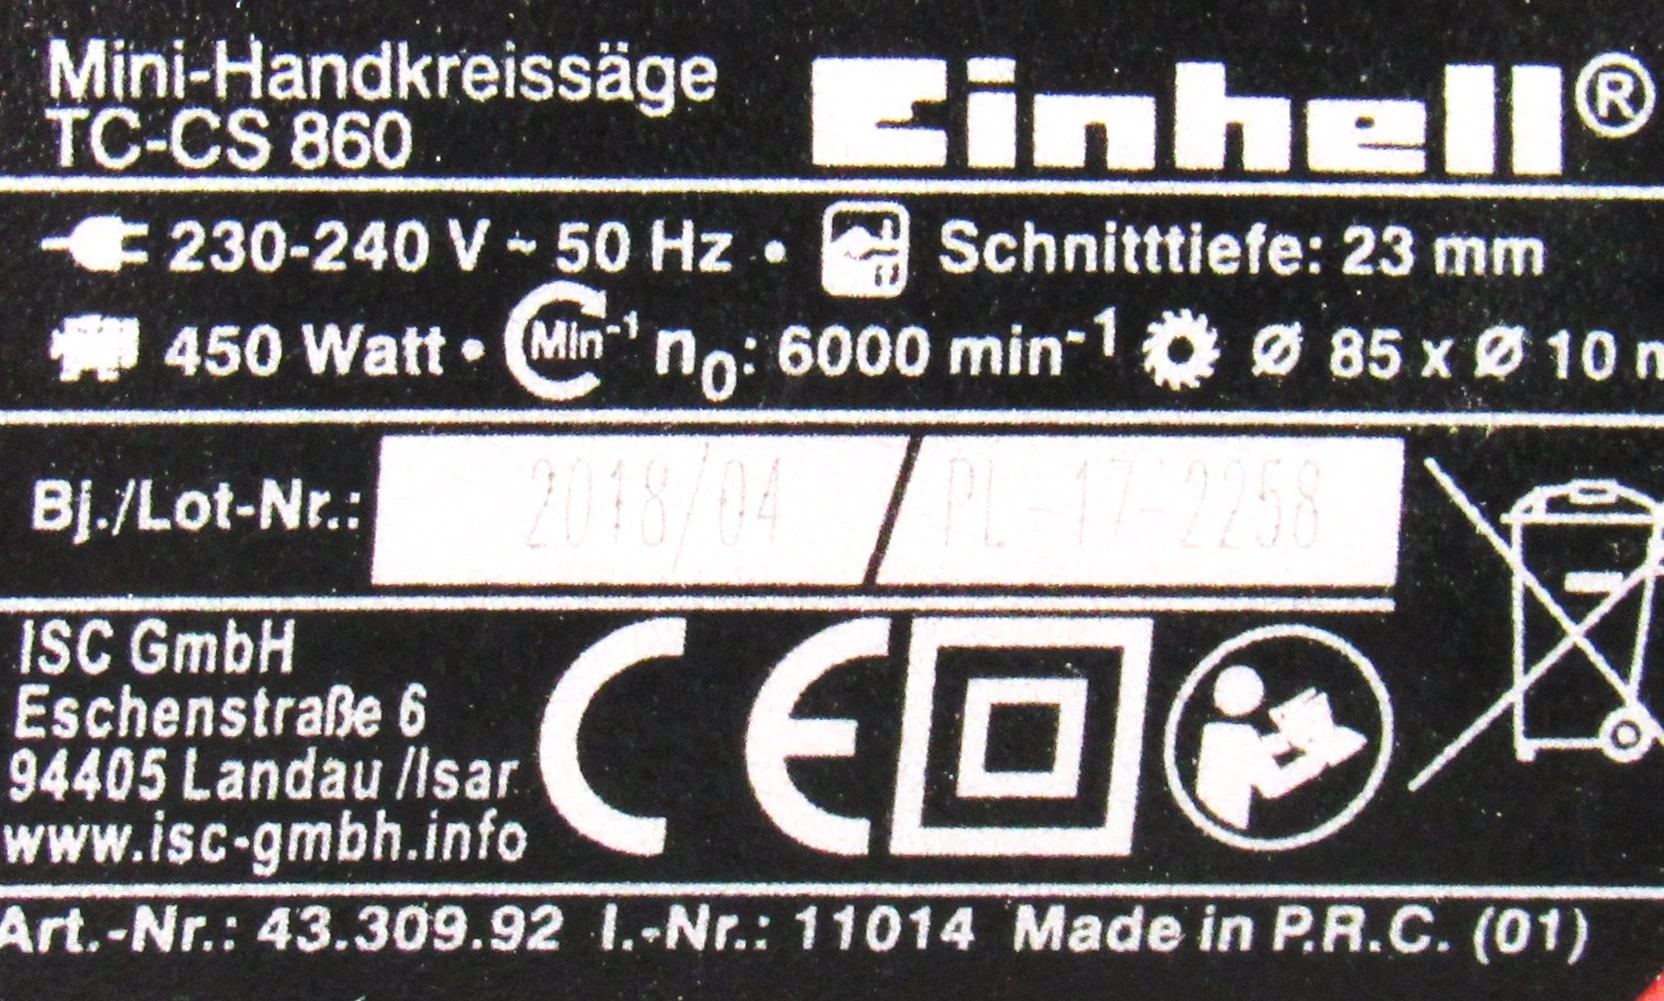 Mini-Handkreissäge
TC-CS 860
Einhell®
230-240 V ~ 50 Hz • Schnitttiefe: 23 mm
450 Watt • Min-1 n0: 6000 min-1 Ø 85 x Ø 10 m
Bj./Lot-Nr.: 2018/04 / PL-17-2258
ISC GmbH
Eschenstraße 6
94405 Landau /Isar
www.isc-gmbh.info
CE
Art.-Nr.: 43.309.92 I.-Nr.: 11014 Made in P.R.C. (01)